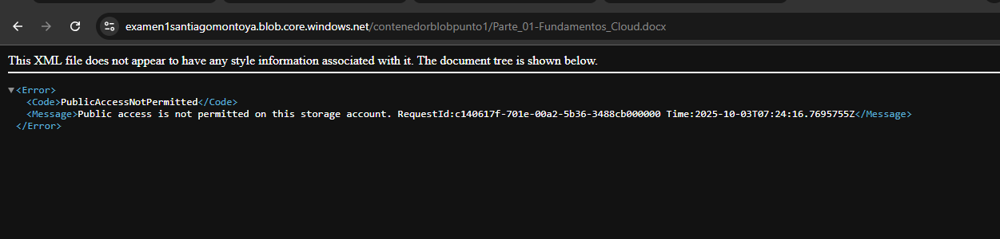 examen1santiagomontoya.blob.core.windows.net/contenedorblobpunto1/Parte_01-Fundamentos_Cloud.docx
This XML file does not appear to have any style information associated with it. The document tree is shown below.
▼<Error>
<Code>PublicAccessNotPermitted</Code>
<Message>Public access is not permitted on this storage account. RequestId:c140617f-701e-00a2-5b36-3488cb000000 Time:2025-10-03T07:24:16.7695755Z</Message>
</Error>